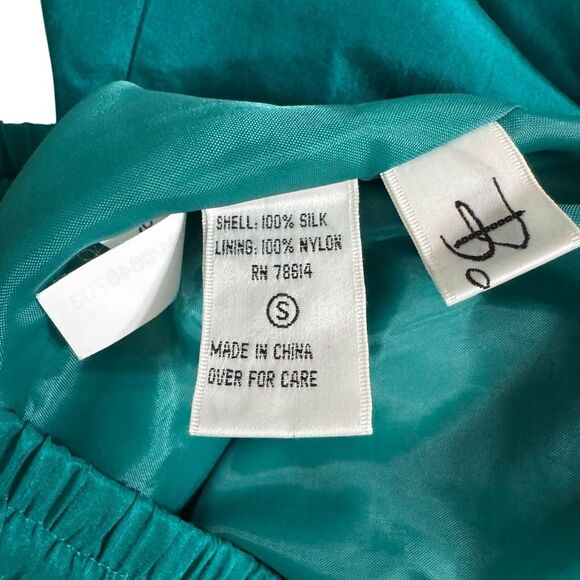 SHELL: 100% SILK
LINING: 100% NYLON
RN 78614
S
MADE IN CHINA
OVER FOR CARE